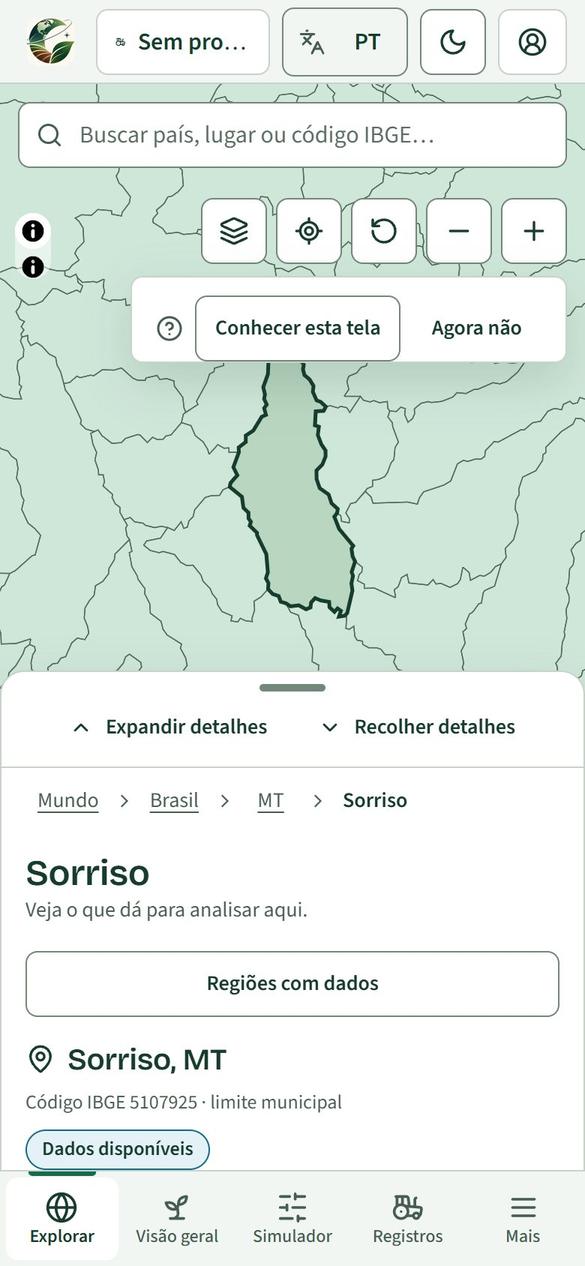 Sem pro…
PT
Buscar país, lugar ou código IBGE…
Conhecer esta tela
Agora não
Expandir detalhes
Recolher detalhes
Mundo > Brasil > MT > Sorriso
Sorriso
Veja o que dá para analisar aqui.
Regiões com dados
Sorriso, MT
Código IBGE 5107925 · limite municipal
Dados disponíveis
Explorar
Visão geral
Simulador
Registros
Mais